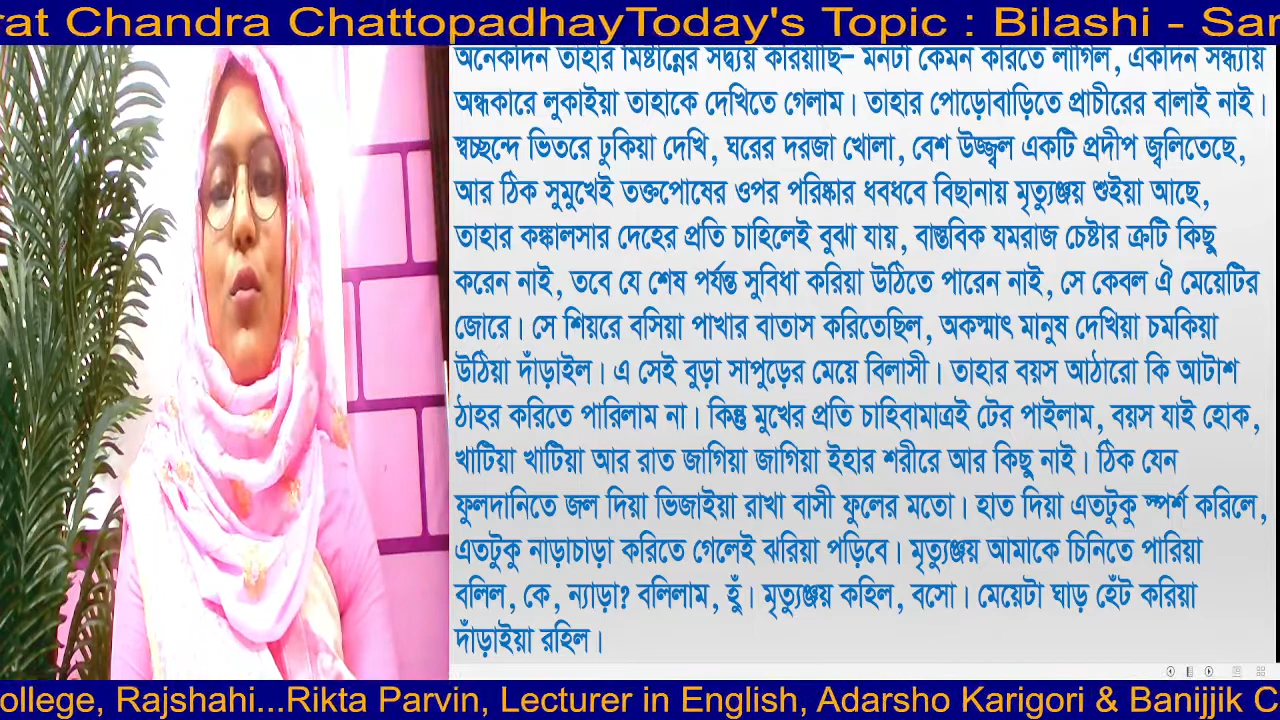 rat Chandra ChattopadhayToday's Topic : Bilashi - Sar
অনেকদিন তাহার মিষ্টান্নের সদ্ব্যয় করিয়াছি– মনটা কেমন করিতে লাগিল, একদিন সন্ধ্যায়
অন্ধকারে লুকাইয়া তাহাকে দেখিতে গেলাম। তাহার পোড়োবাড়িতে প্রাচীরের বালাই নাই।
স্বচ্ছন্দে ভিতরে ঢুকিয়া দেখি, ঘরের দরজা খোলা, বেশ উজ্জ্বল একটি প্রদীপ জ্বলিতেছে,
আর ঠিক সুমুখেই তক্তপোষের ওপর পরিষ্কার ধবধবে বিছানায় মৃত্যুঞ্জয় শুইয়া আছে,
তাহার কঙ্কালসার দেহের প্রতি চাহিলেই বুঝা যায়, বাস্তবিক যমরাজ চেষ্টার ত্রুটি কিছু
করেন নাই, তবে যে শেষ পর্যন্ত সুবিধা করিয়া উঠিতে পারেন নাই, সে কেবল ঐ মেয়েটির
জোরে। সে শিয়রে বসিয়া পাখার বাতাস করিতেছিল, অকস্মাৎ মানুষ দেখিয়া চমকিয়া
উঠিয়া দাঁড়াইল। এ সেই বুড়া সাপুড়ের মেয়ে বিলাসী। তাহার বয়স আঠারো কি আটাশ
ঠাহর করিতে পারিলাম না। কিন্তু মুখের প্রতি চাহিবামাত্রই টের পাইলাম, বয়স যাই হোক,
খাটিয়া খাটিয়া আর রাত জাগিয়া জাগিয়া ইহার শরীরে আর কিছু নাই। ঠিক যেন
ফুলদানিতে জল দিয়া ভিজাইয়া রাখা বাসী ফুলের মতো। হাত দিয়া এতটুকু স্পর্শ করিলে,
এতটুকু নাড়াচাড়া করিতে গেলেই ঝরিয়া পড়িবে। মৃত্যুঞ্জয় আমাকে চিনিতে পারিয়া
বলিল, কে, ন্যাড়া? বলিলাম, হুঁ। মৃত্যুঞ্জয় কহিল, বসো। মেয়েটা ঘাড় হেঁট করিয়া
দাঁড়াইয়া রহিল।
ollege, Rajshahi...Rikta Parvin, Lecturer in English, Adarsho Karigori & Banijjik C